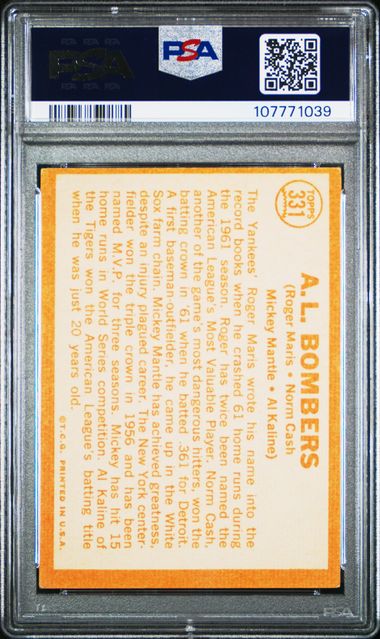 PSA
PSA
107771039
TOPPS
331
A. L. BOMBERS
(Roger Maris • Norm Cash
Mickey Mantle • Al Kaline)
The Yankees' Roger Maris wrote his name into the
record books when he crashed 61 home runs during
the 1961 season. Roger has twice been named the
American League's Most Valuable Player. Norm Cash,
another of the game's most dangerous hitters, won the
batting crown in '61 when he batted .361 for Detroit.
A first baseman-outfielder, he came up in the White
Sox farm chain. Mickey Mantle has achieved greatness,
despite an injury plagued career. The New York center-
fielder won the triple crown in 1956 and has been
named M.V.P. for three seasons. Mickey has hit 15
home runs in World Series competition. Al Kaline of
the Tigers won the American League's batting title
when he was just 20 years old.
©T.C.G. PRINTED IN U.S.A.
PSA